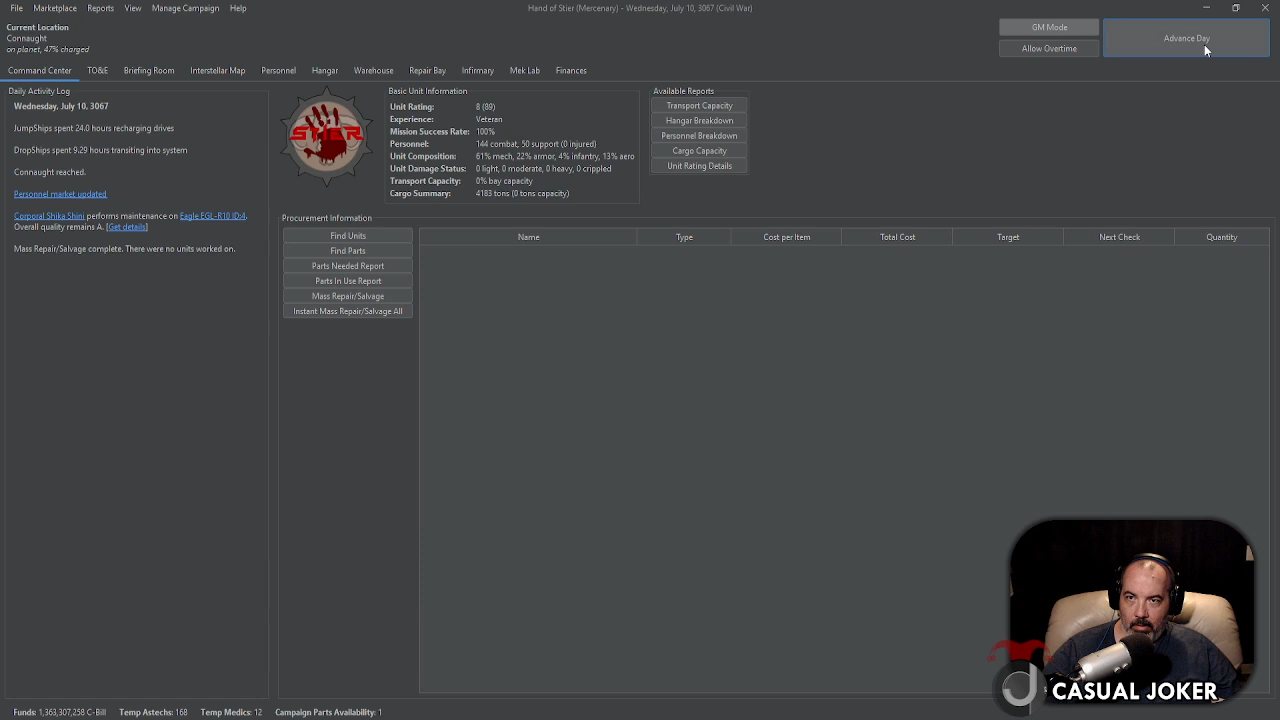 File Marketplace Reports View Manage Campaign Help
Hand of Stier (Mercenary) - Wednesday, July 10, 3067 (Civil War)
Current Location
Connaught
on planet, 47% charged
GM Mode
Allow Overtime
Advance Day
Command Center TO&E Briefing Room Interstellar Map Personnel Hangar Warehouse Repair Bay Infirmary Mek Lab Finances
Daily Activity Log
Wednesday, July 10, 3067
JumpShips spent 24.0 hours recharging drives
DropShips spent 9.29 hours transiting into system
Connaught reached.
Personnel market updated
Corporal Shika Shini performs maintenance on Eagle EGL-R10 ID:4.
Overall quality remains A. [Get details]
Mass Repair/Salvage complete. There were no units worked on.
STIER
Basic Unit Information
Unit Rating: 8 (89)
Experience: Veteran
Mission Success Rate: 100%
Personnel: 144 combat, 50 support (0 injured)
Unit Composition: 61% mech, 22% armor, 4% infantry, 13% aero
Unit Damage Status: 0 light, 0 moderate, 0 heavy, 0 crippled
Transport Capacity: 0% bay capacity
Cargo Summary: 4183 tons (0 tons capacity)
Available Reports
Transport Capacity
Hangar Breakdown
Personnel Breakdown
Cargo Capacity
Unit Rating Details
Procurement Information
Find Units
Find Parts
Parts Needed Report
Parts In Use Report
Mass Repair/Salvage
Instant Mass Repair/Salvage All
Name Type Cost per Item Total Cost Target Next Check Quantity
CASUAL JOKER
Funds: 1,363,307,258 C-Bill Temp Astechs: 168 Temp Medics: 12 Campaign Parts Availability: 1